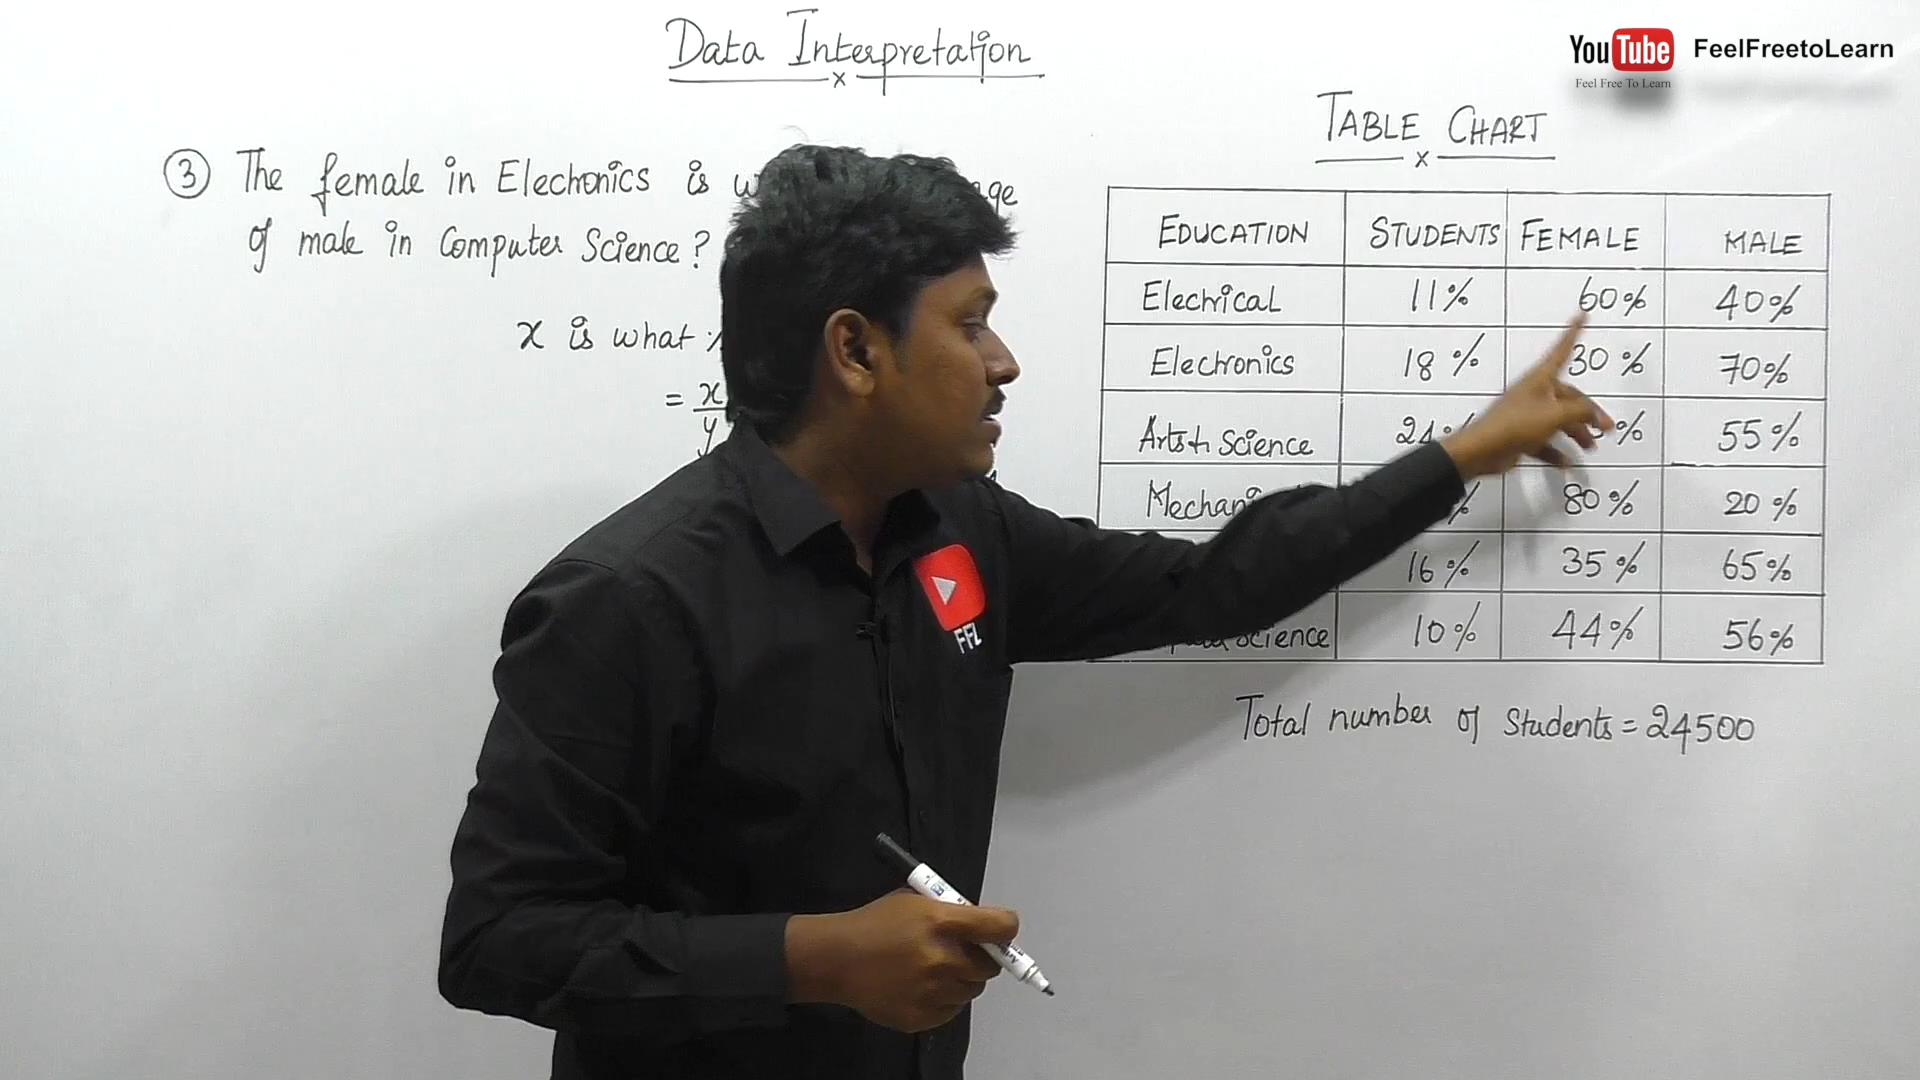 Data Interpretation
YouTube FeelFreetoLearn
Feel Free To Learn
TABLE CHART
③ The female in Electronics is
of male in Computer Science?
x is what
= x
y
EDUCATION STUDENTS FEMALE MALE
Electrical 11% 60% 40%
Electronics 18% 30% 70%
Arts & Science 55%
80% 20%
16% 35% 65%
Science 10% 44% 56%
Total number of Students = 24500
FFL